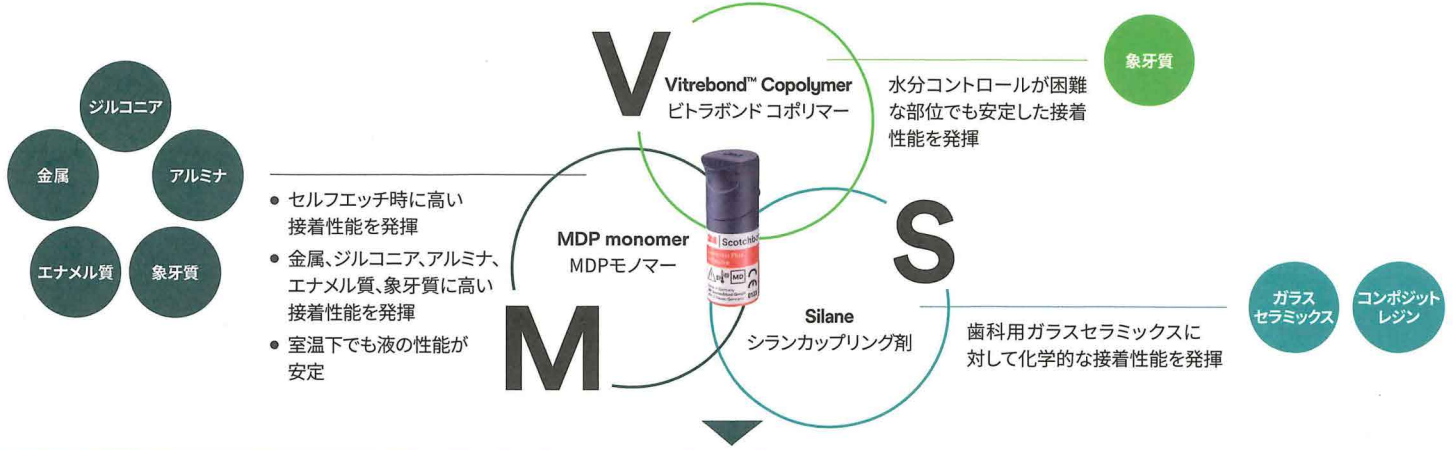 V
Vitrebond™ Copolymer
ビトラボンド コポリマー
水分コントロールが困難
な部位でも安定した接着
性能を発揮
象牙質
ジルコニア
金属
アルミナ
エナメル質
象牙質
● セルフエッチ時に高い
接着性能を発揮
● 金属、ジルコニア、アルミナ、
エナメル質、象牙質に高い
接着性能を発揮
● 室温下でも液の性能が
安定
MDP monomer
MDPモノマー
M
3M Scotchbo
MD
S
Silane
シランカップリング剤
歯科用ガラスセラミックスに
対して化学的な接着性能を発揮
ガラス
セラミックス
コンポジット
レジン